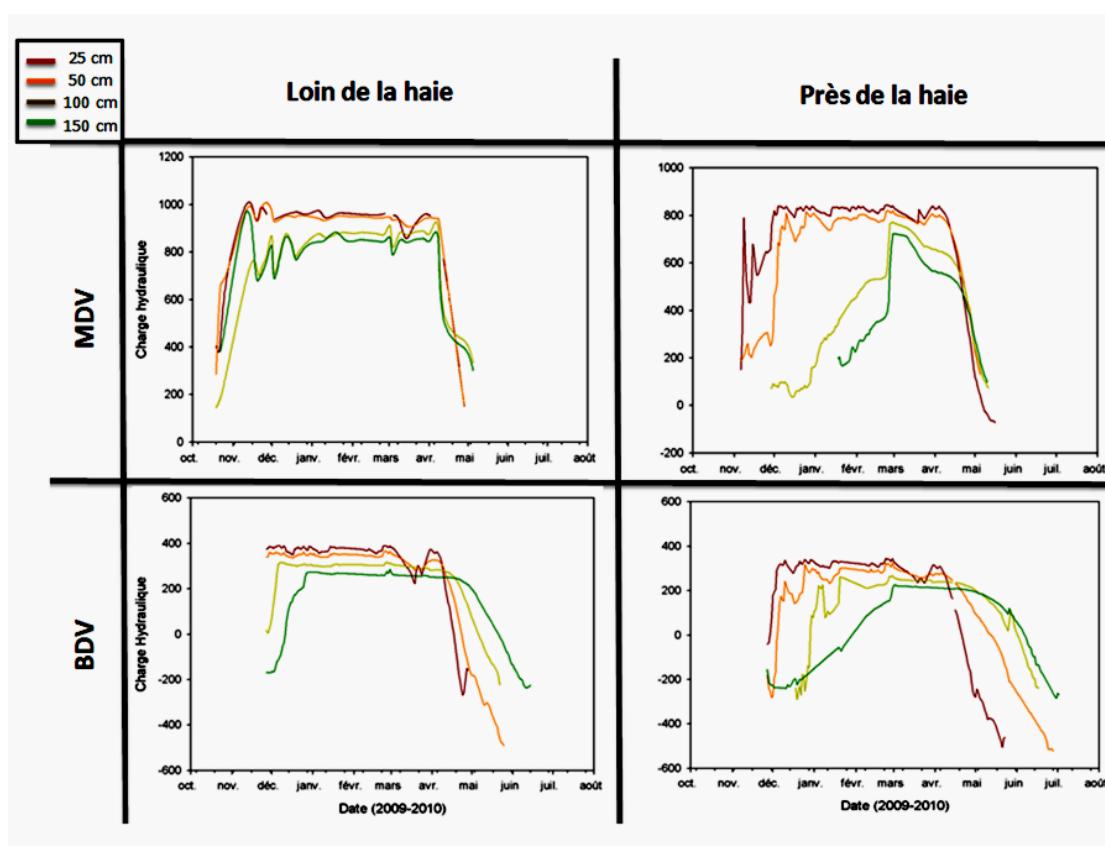 25 cm
50 cm
100 cm
150 cm
Loin de la haie
Près de la haie
MDV
Charge hydraulique
1200
1000
800
600
400
200
0
oct. nov. déc. janv. févr. mars avr. mai juin juil. août
1000
800
600
400
200
0
-200
oct. nov. déc. janv. févr. mars avr. mai juin juil. août
BDV
Charge Hydraulique
600
400
200
0
-200
-400
-600
oct. nov. déc. janv. févr. mars avr. mai juin juil. août
Date (2009-2010)
600
400
200
0
-200
-400
-600
oct. nov. déc. janv. févr. mars avr. mai juin juil. août
Date (2009-2010)